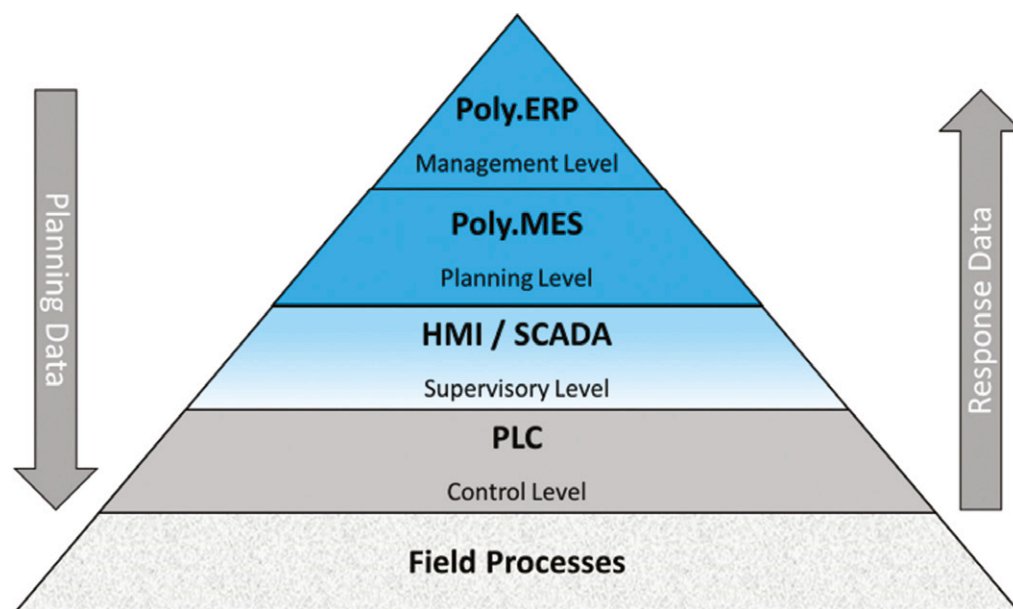 Poly.ERP
Management Level
Poly.MES
Planning Level
HMI / SCADA
Supervisory Level
PLC
Control Level
Field Processes
Planning Data
Response Data